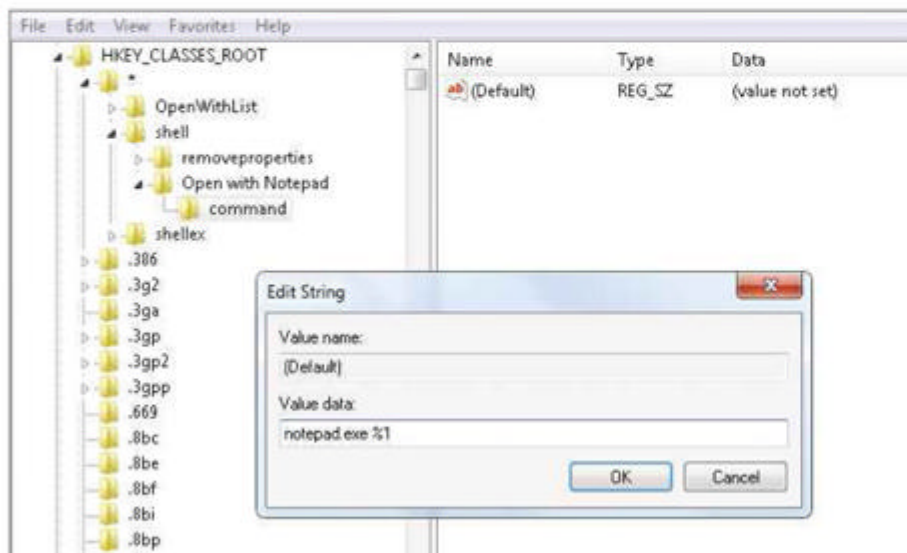 File Edit View Favorites Help
HKEY_CLASSES_ROOT
*
OpenWithList
shell
removeproperties
Open with Notepad
command
shellex
.386
.3g2
.3ga
.3gp
.3gp2
.3gpp
.669
.8bc
.8be
.8bf
.8bi
.8bp
Name Type Data
ab (Default) REG_SZ (value not set)
Edit String
Value name:
(Default)
Value data:
notepad.exe %1
OK Cancel